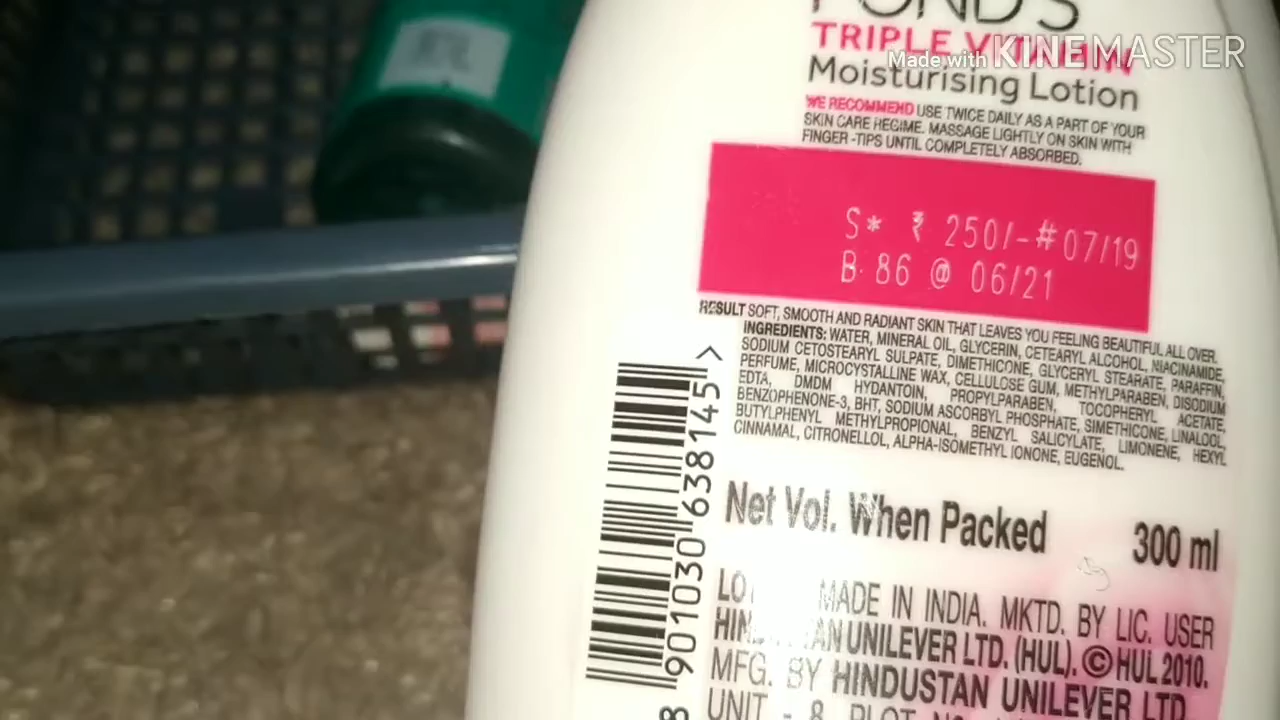 POND'S
TRIPLE VITAMIN
Made with KINEMASTER
Moisturising Lotion
WE RECOMMEND USE TWICE DAILY AS A PART OF YOUR
SKIN CARE REGIME. MASSAGE LIGHTLY ON SKIN WITH
FINGER -TIPS UNTIL COMPLETELY ABSORBED.
S* ₹ 250/-#07/19
B· 86 @ 06/21
RESULT SOFT, SMOOTH AND RADIANT SKIN THAT LEAVES YOU FEELING BEAUTIFUL ALL OVER.
INGREDIENTS: WATER, MINERAL OIL, GLYCERIN, CETEARYL ALCOHOL, NIACINAMIDE,
SODIUM CETOSTEARYL SULPATE, DIMETHICONE, GLYCERYL STEARATE, PARAFFIN,
PERFUME, MICROCRYSTALLINE WAX, CELLULOSE GUM, METHYLPARABEN, DISODIUM
EDTA, DMDM HYDANTOIN, PROPYLPARABEN, TOCOPHERYL ACETATE,
BENZOPHENONE-3, BHT, SODIUM ASCORBYL PHOSPHATE, SIMETHICONE, LINALOOL,
BUTYLPHENYL METHYLPROPIONAL, BENZYL SALICYLATE, LIMONENE, HEXYL
CINNAMAL, CITRONELLOL, ALPHA-ISOMETHYL IONONE, EUGENOL.
8 901030 638145 >
Net Vol. When Packed 300 ml
MADE IN INDIA. MKTD. BY LIC. USER
UNILEVER LTD. (HUL). © HUL 2010.
MFG. BY HINDUSTAN UNILEVER LTD
UNIT - 8, PLOT